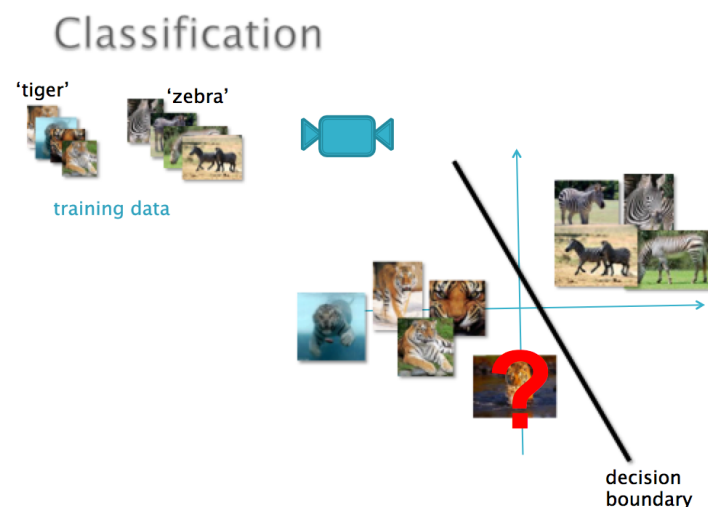 Classification
‘tiger’
‘zebra’
training data
?
decision
boundary